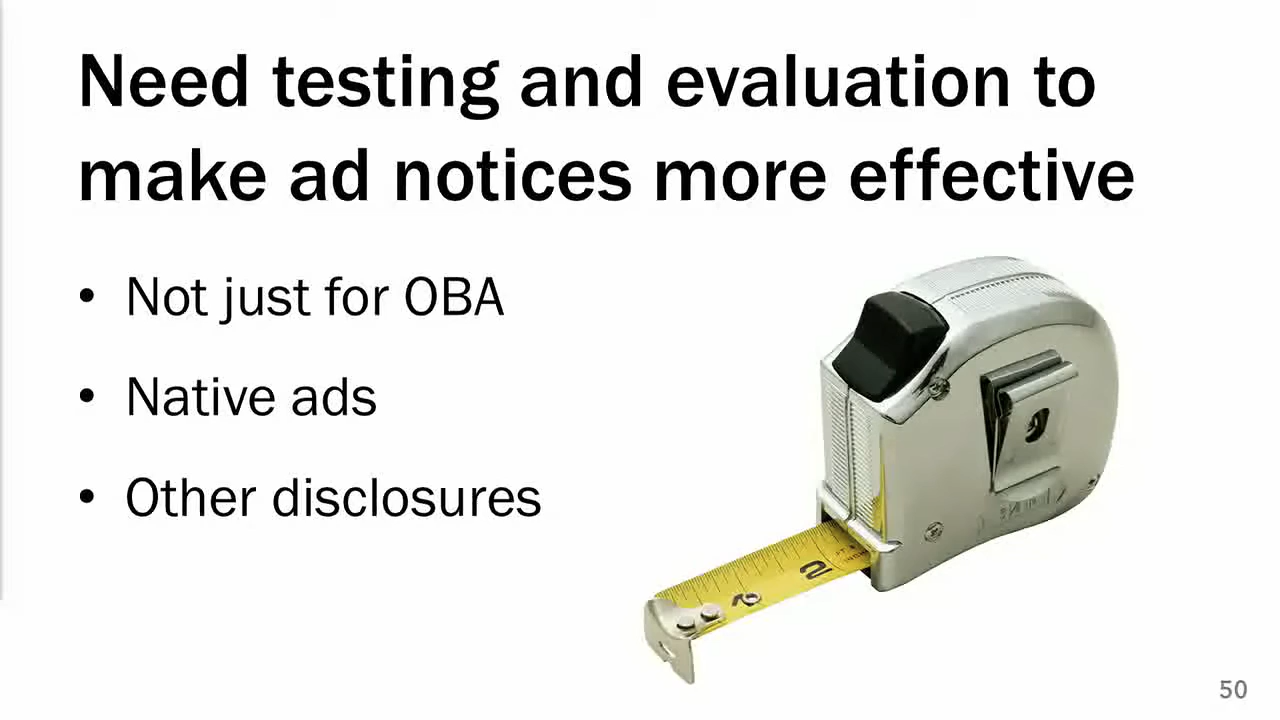 Need testing and evaluation to
make ad notices more effective
• Not just for OBA
• Native ads
• Other disclosures
2
50